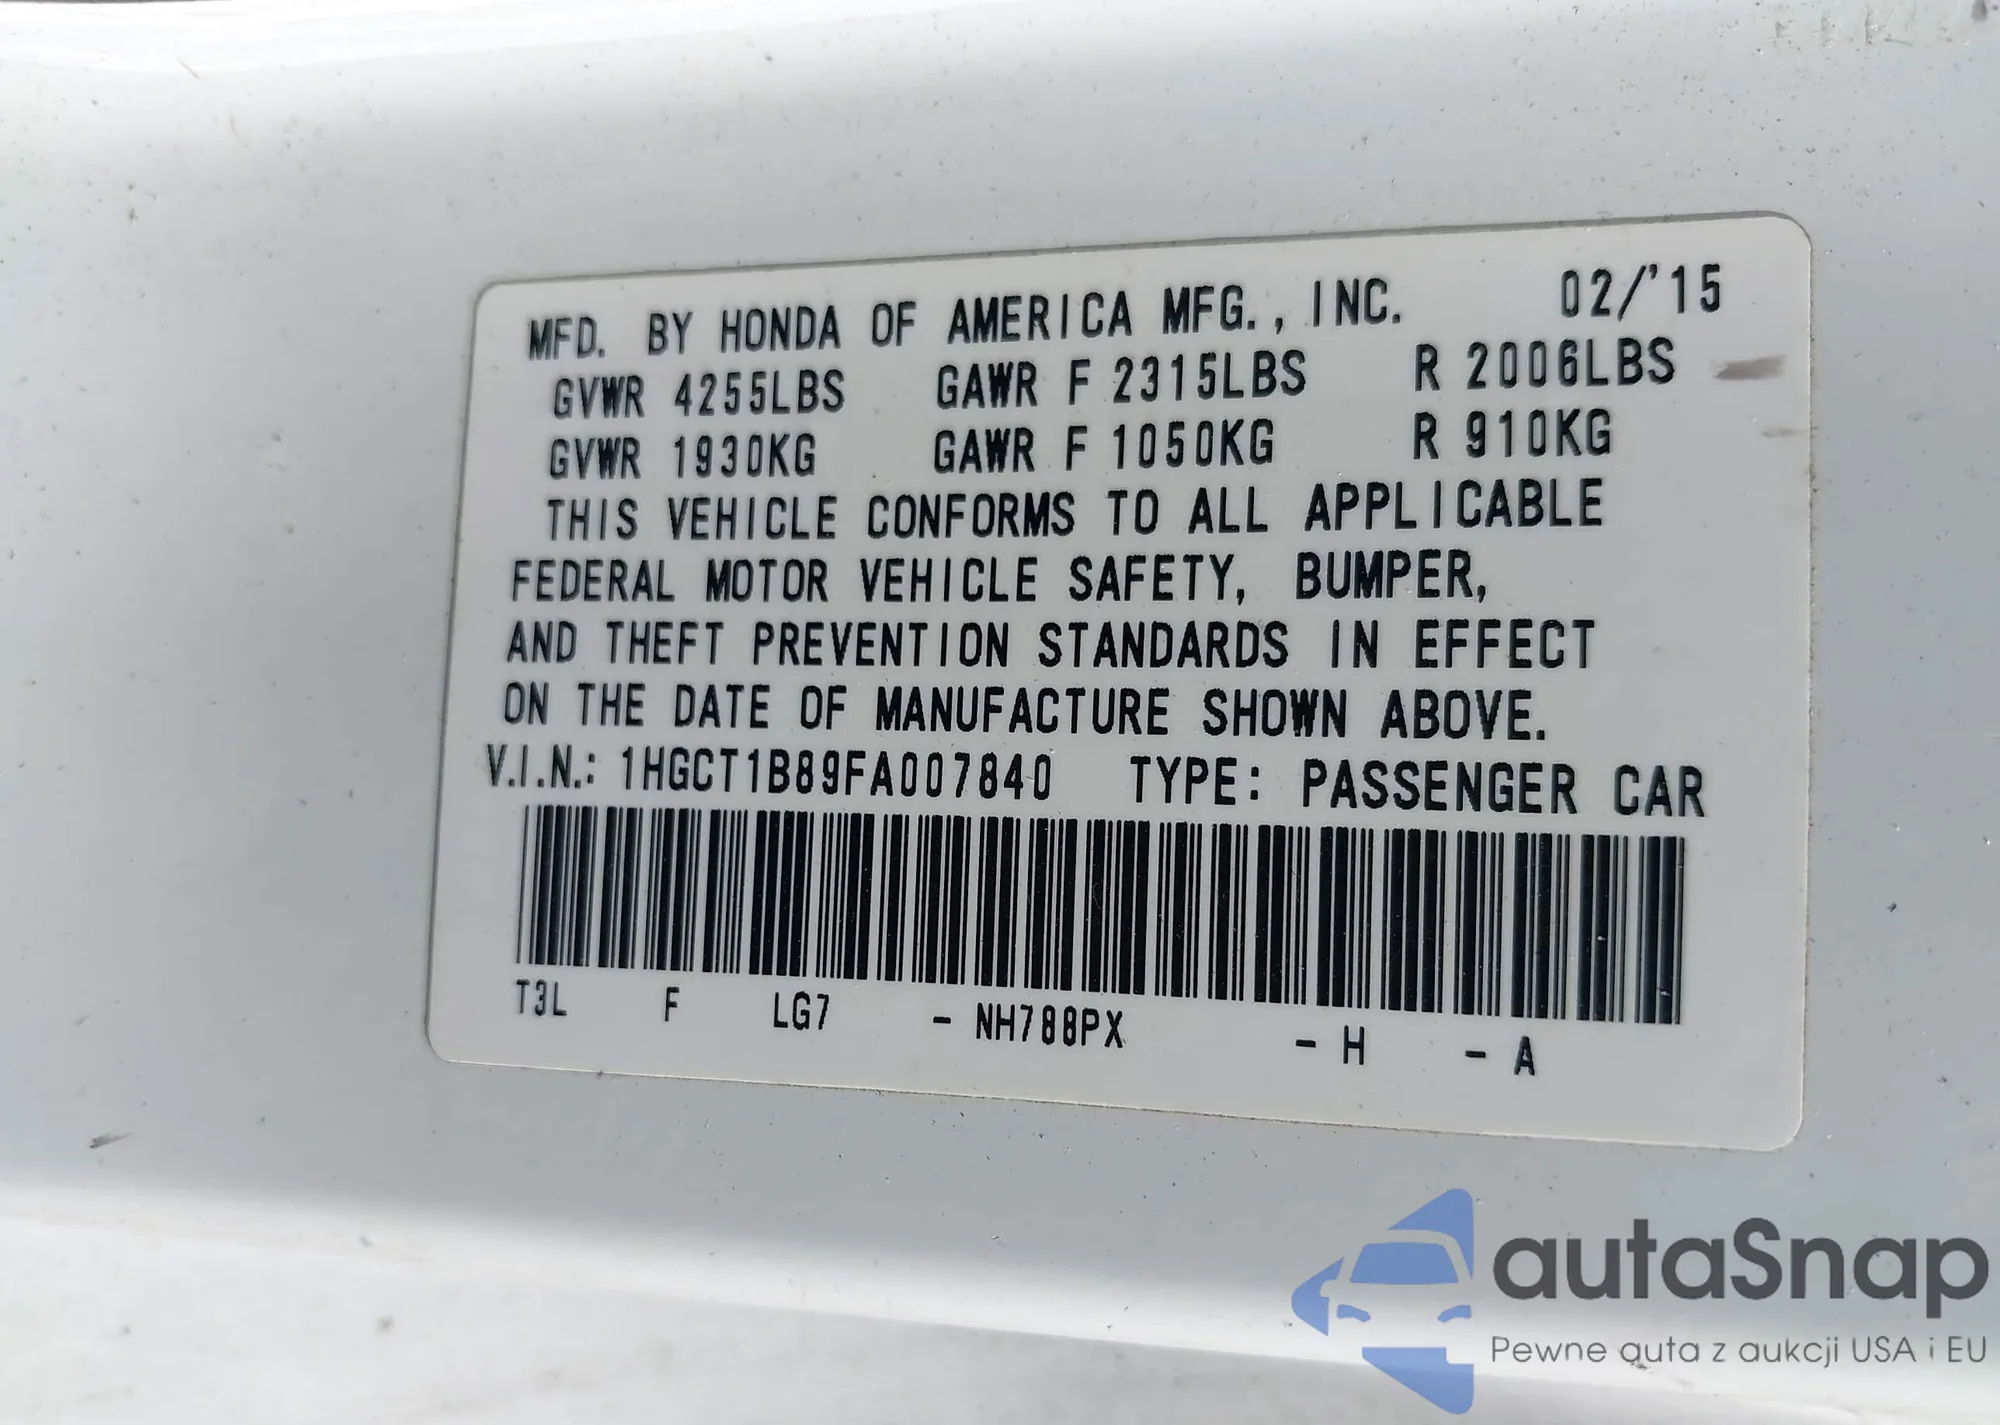 MFD. BY HONDA OF AMERICA MFG., INC. 02/'15
GVWR 4255LBS GAWR F 2315LBS R 2006LBS
GVWR 1930KG GAWR F 1050KG R 910KG
THIS VEHICLE CONFORMS TO ALL APPLICABLE
FEDERAL MOTOR VEHICLE SAFETY, BUMPER,
AND THEFT PREVENTION STANDARDS IN EFFECT
ON THE DATE OF MANUFACTURE SHOWN ABOVE.
V.I.N.: 1HGCT1B89FA007840 TYPE: PASSENGER CAR
T3L F LG7 - NH788PX - H - A
autaSnap
Pewne auta z aukcji USA i EU